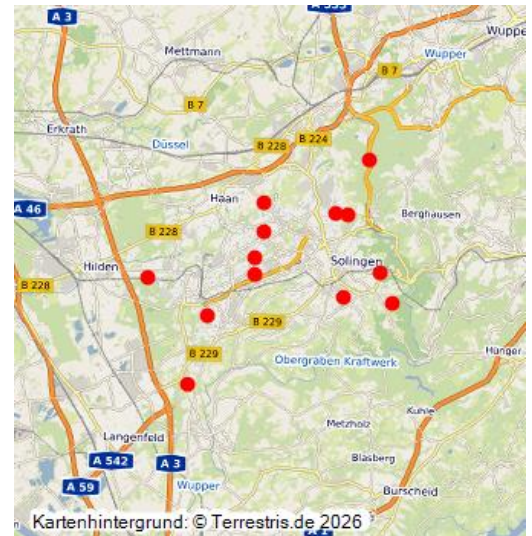 A 3
A 535
Mettmann
Wupper
Wuppe
B 7
B 7
Erkrath
Düssel
B 228
B 224
Haan
A 46
Berghausen
B 228
Hilden
Solingen
B 228
B 229
Hünger
B 229
Obergraben Kraftwerk
Kuhle
Metzholz
Langenfeld
A 542
A 3
Blasberg
A 59
Wupper
Burscheid
Kartenhintergrund: © Terrestris.de 2026